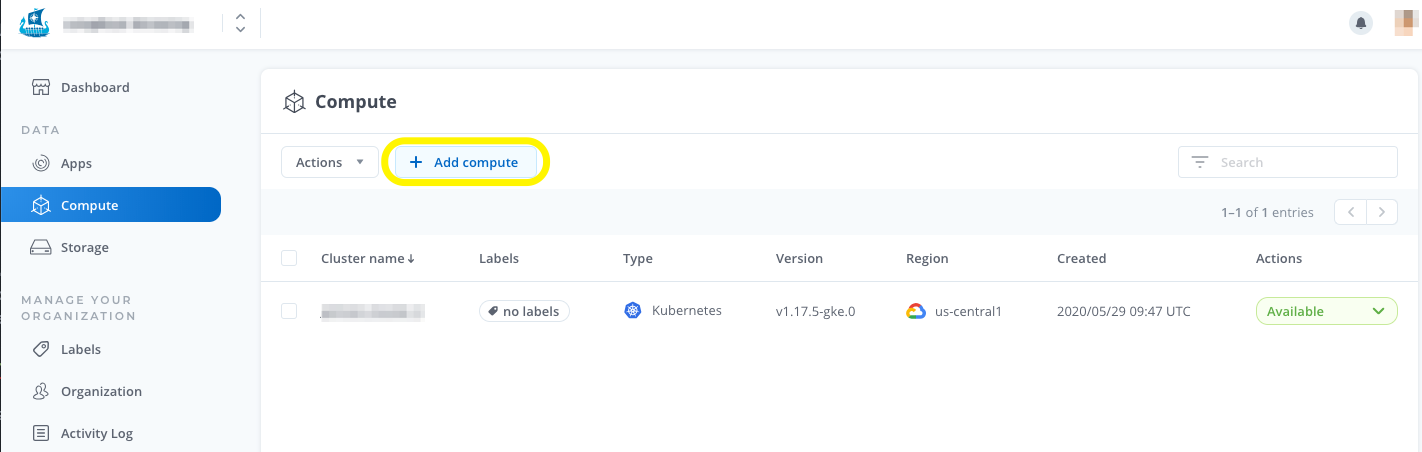 Dashboard
DATA
Apps
Compute
Storage
MANAGE YOUR
ORGANIZATION
Labels
Organization
Activity Log
Compute
Actions
Add compute
Search
1–1 of 1 entries
Cluster name Labels Type Version Region Created Actions
no labels Kubernetes v1.17.5-gke.0 us-central1 2020/05/29 09:47 UTC Available